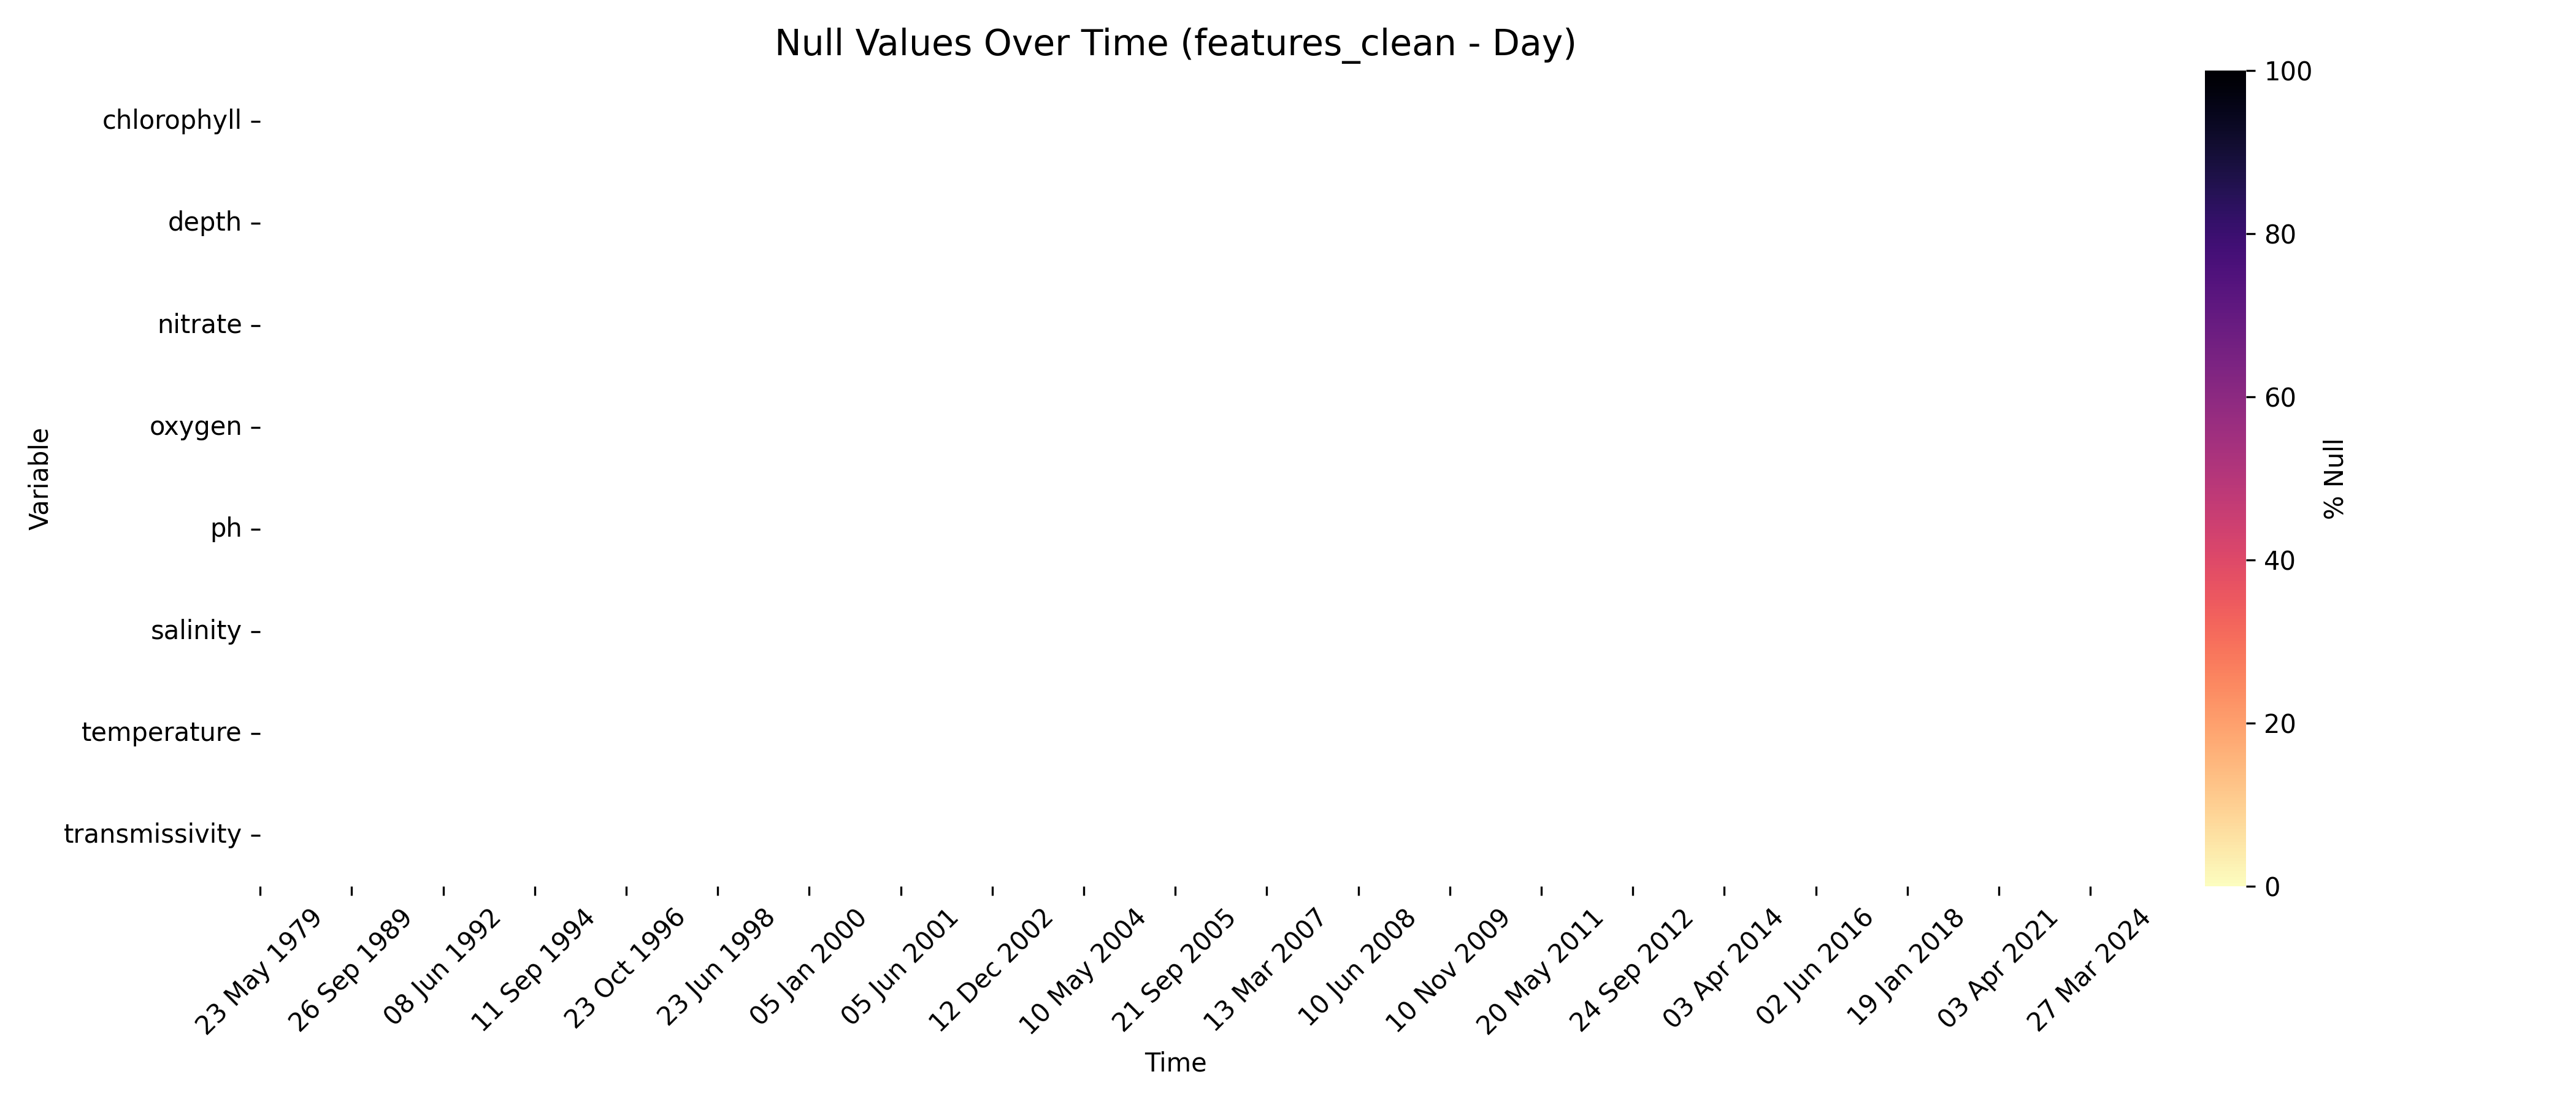 Null Values Over Time (features_clean - Day)
Variable
chlorophyll
depth
nitrate
oxygen
ph
salinity
temperature
transmissivity
23 May 1979
26 Sep 1989
08 Jun 1992
11 Sep 1994
23 Oct 1996
23 Jun 1998
05 Jan 2000
05 Jun 2001
12 Dec 2002
10 May 2004
21 Sep 2005
13 Mar 2007
10 Jun 2008
10 Nov 2009
20 May 2011
24 Sep 2012
03 Apr 2014
02 Jun 2016
19 Jan 2018
03 Apr 2021
27 Mar 2024
Time
100
80
60
40
20
0
% Null